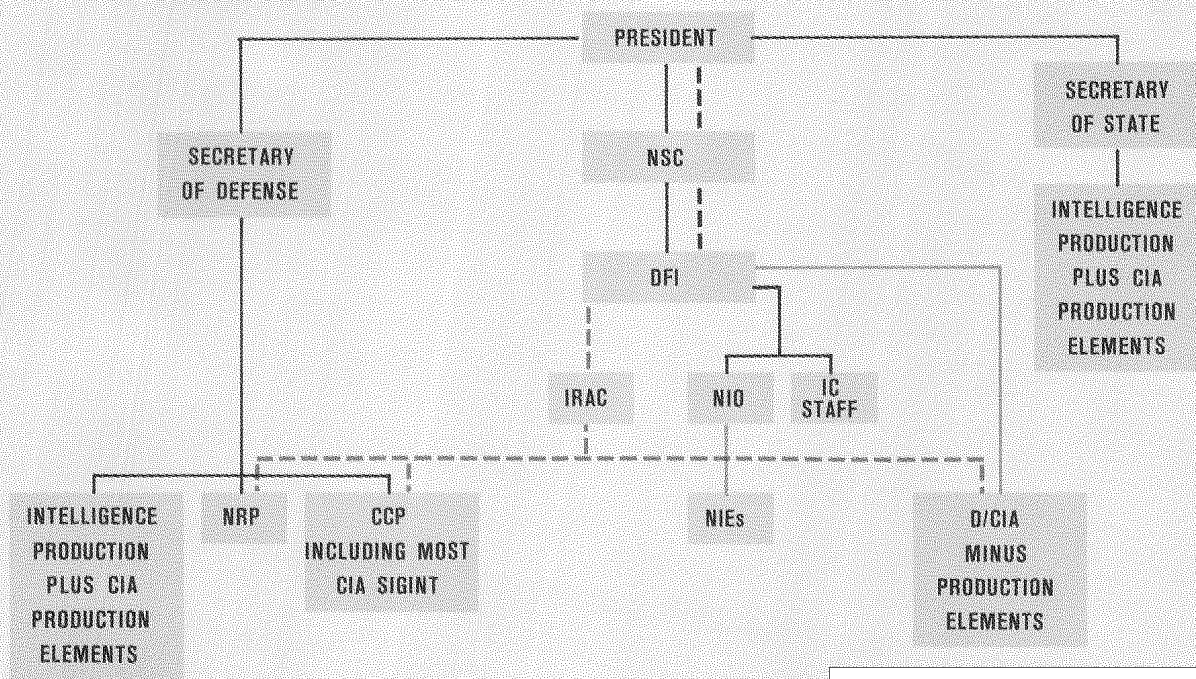 PRESIDENT
SECRETARY
OF STATE
SECRETARY
OF DEFENSE
NSC
INTELLIGENCE
PRODUCTION
PLUS CIA
PRODUCTION
ELEMENTS
DFI
IRAC
NIO
IC
STAFF
INTELLIGENCE
PRODUCTION
PLUS CIA
PRODUCTION
ELEMENTS
NRP
CCP
INCLUDING MOST
CIA SIGINT
NIEs
D/CIA
MINUS
PRODUCTION
ELEMENTS